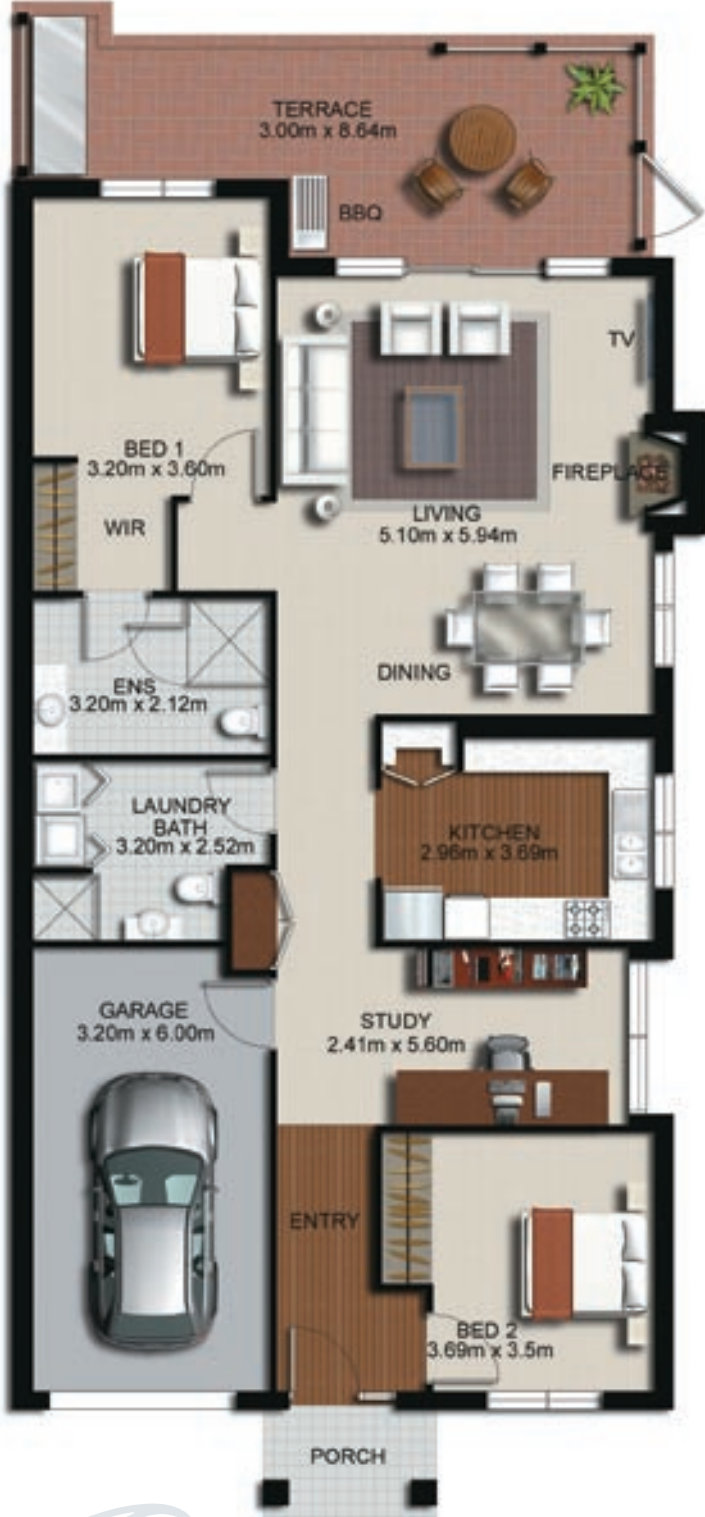 TERRACE
3.00m x 8.64m
BBQ
TV
BED 1
3.20m x 3.60m
FIREPLACE
WIR
LIVING
5.10m x 5.94m
DINING
ENS
3.20m x 2.12m
LAUNDRY
BATH
3.20m x 2.52m
KITCHEN
2.96m x 3.69m
GARAGE
3.20m x 6.00m
STUDY
2.41m x 5.60m
ENTRY
BED 2
3.69m x 3.5m
PORCH